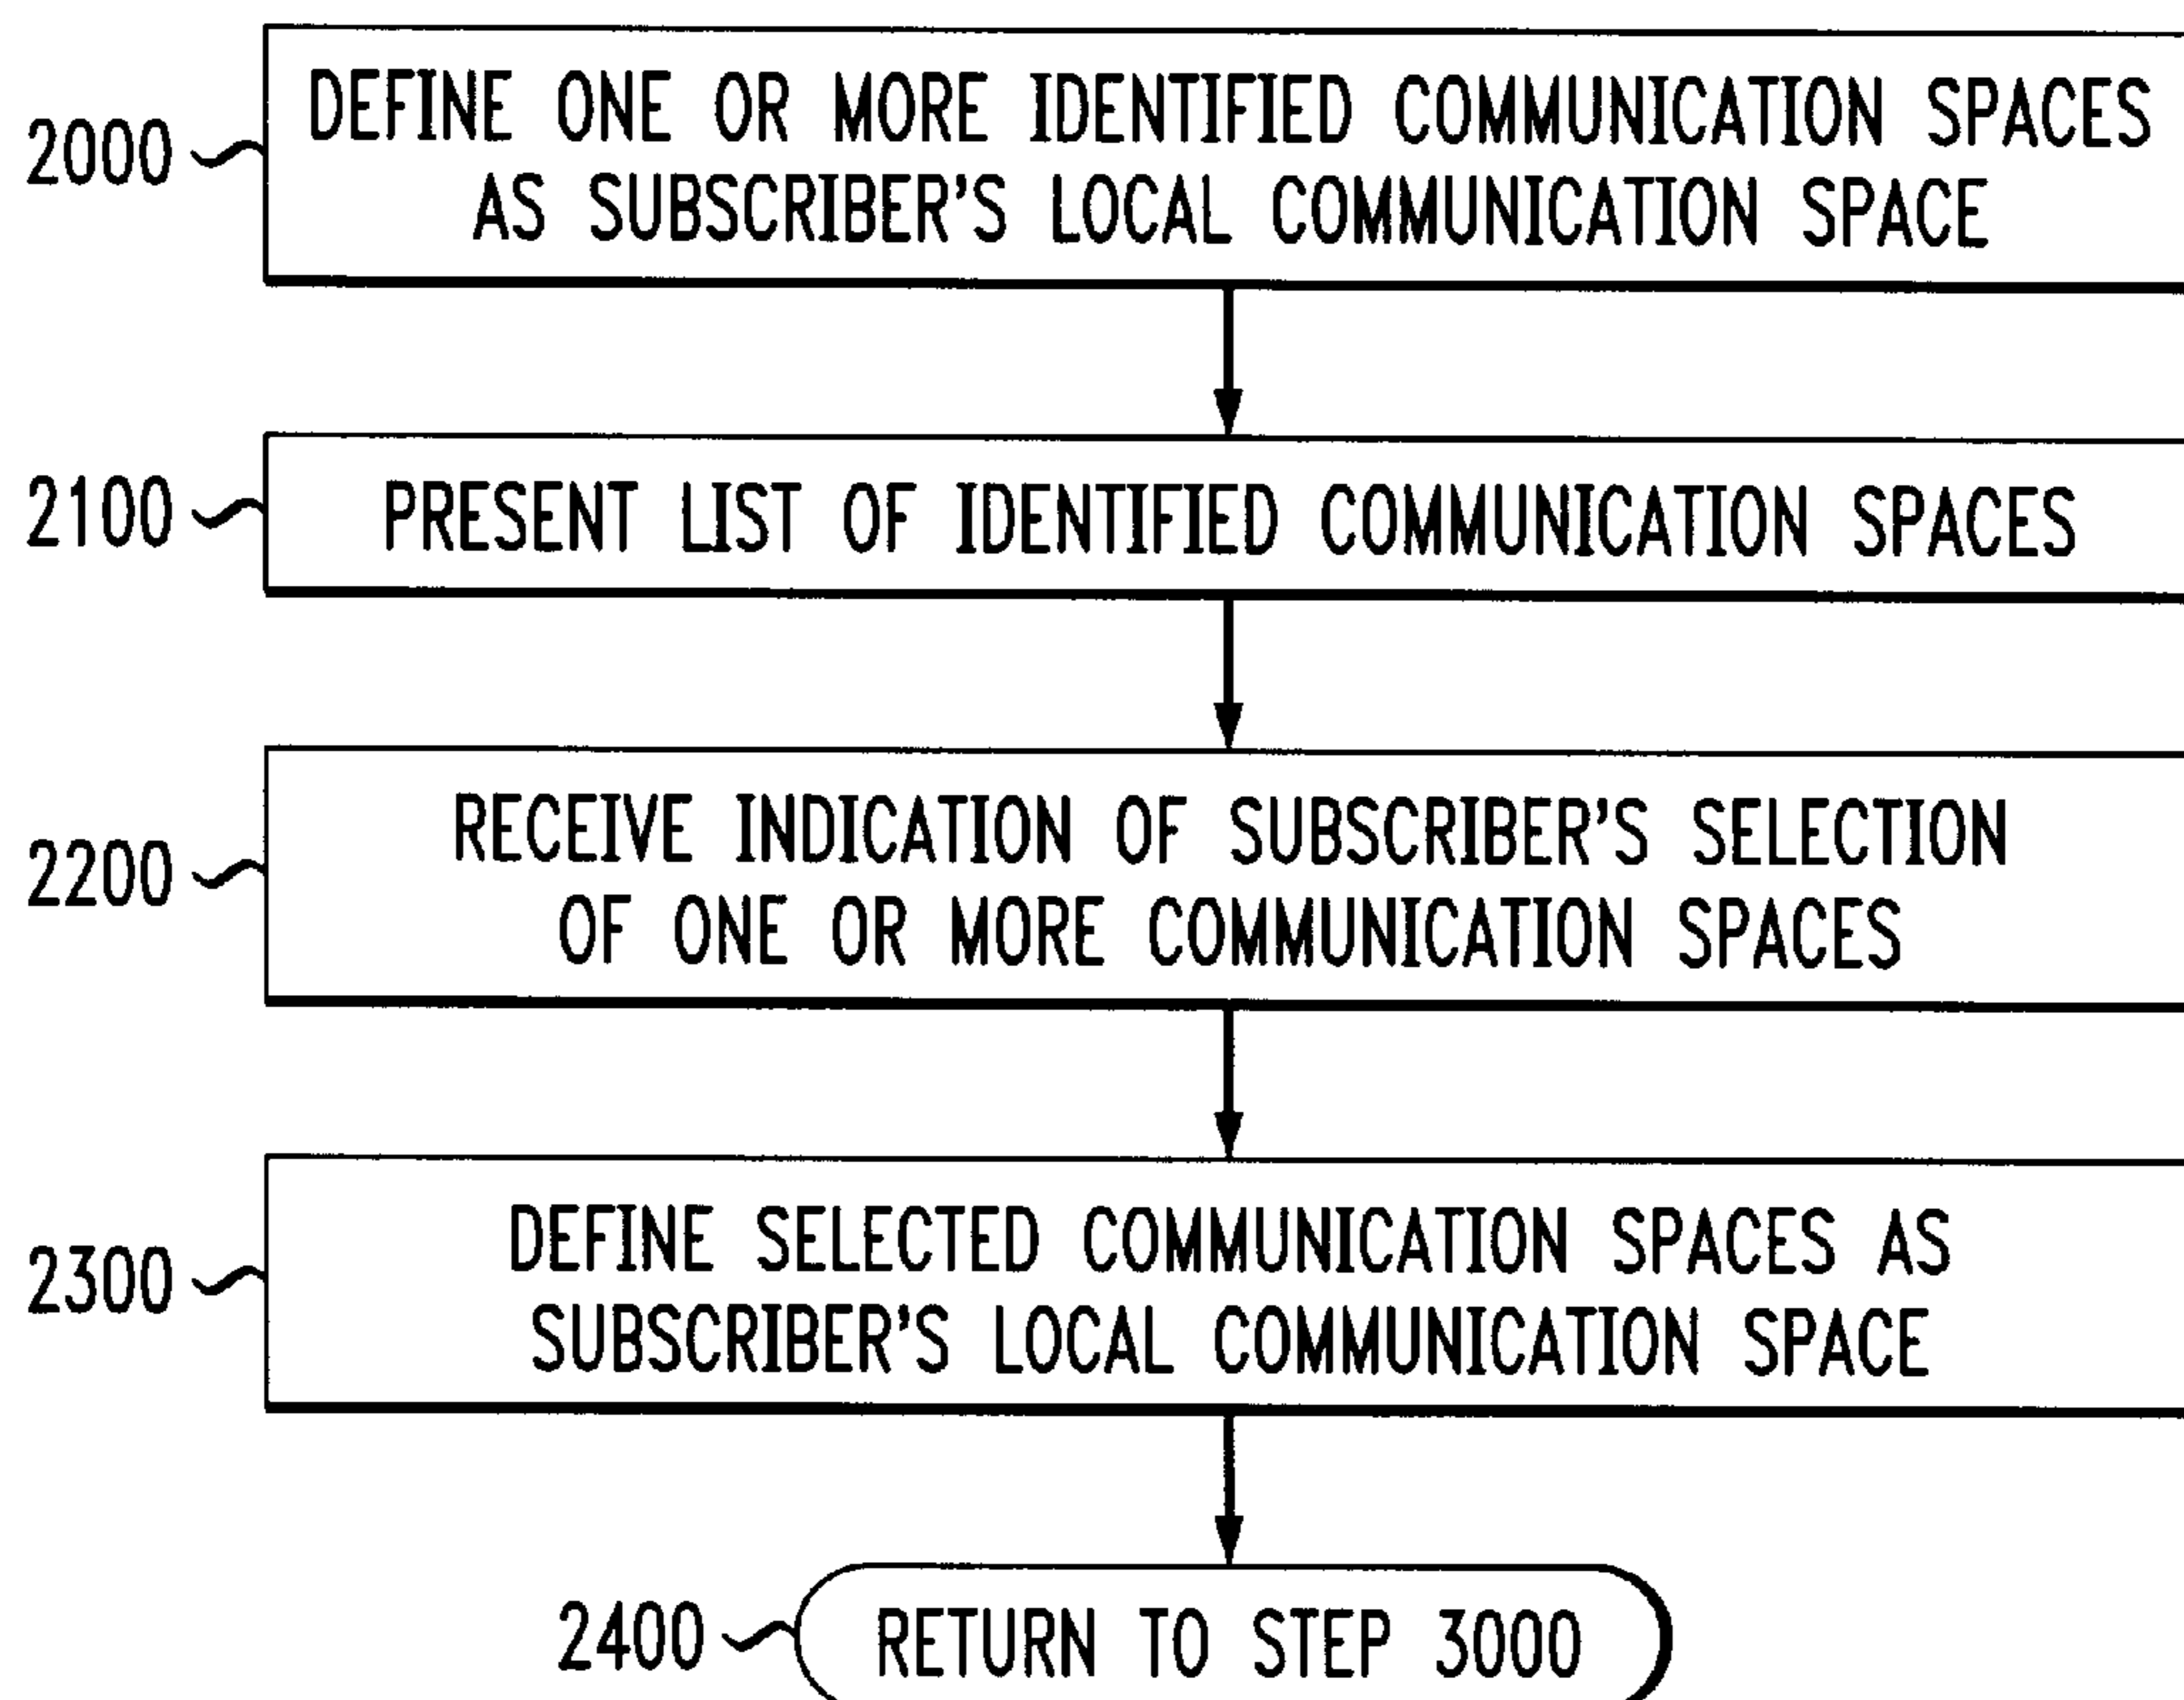 2000
DEFINE ONE OR MORE IDENTIFIED COMMUNICATION SPACES
AS SUBSCRIBER'S LOCAL COMMUNICATION SPACE
2100
PRESENT LIST OF IDENTIFIED COMMUNICATION SPACES
2200
RECEIVE INDICATION OF SUBSCRIBER'S SELECTION
OF ONE OR MORE COMMUNICATION SPACES
2300
DEFINE SELECTED COMMUNICATION SPACES AS
SUBSCRIBER'S LOCAL COMMUNICATION SPACE
2400
RETURN TO STEP 3000